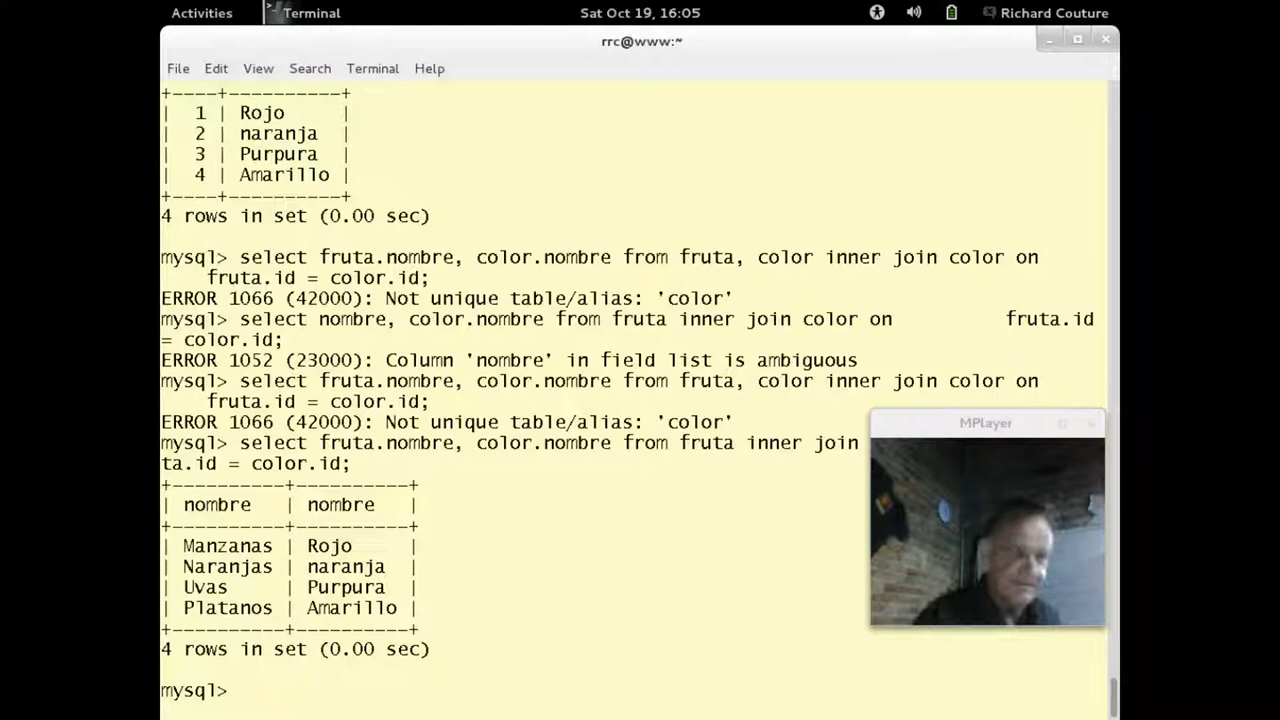 Activities Terminal Sat Oct 19, 16:05 Richard Couture
rrc@www:~
File Edit View Search Terminal Help
+----+----------+
| 1 | Rojo |
| 2 | naranja |
| 3 | Purpura |
| 4 | Amarillo |
+----+----------+
4 rows in set (0.00 sec)
mysql> select fruta.nombre, color.nombre from fruta, color inner join color on
fruta.id = color.id;
ERROR 1066 (42000): Not unique table/alias: 'color'
mysql> select nombre, color.nombre from fruta inner join color on fruta.id
= color.id;
ERROR 1052 (23000): Column 'nombre' in field list is ambiguous
mysql> select fruta.nombre, color.nombre from fruta, color inner join color on
fruta.id = color.id;
ERROR 1066 (42000): Not unique table/alias: 'color'
mysql> select fruta.nombre, color.nombre from fruta inner join
ta.id = color.id;
+----------+----------+
| nombre | nombre |
+----------+----------+
| Manzanas | Rojo |
| Naranjas | naranja |
| Uvas | Purpura |
| Platanos | Amarillo |
+----------+----------+
4 rows in set (0.00 sec)
mysql>
MPlayer